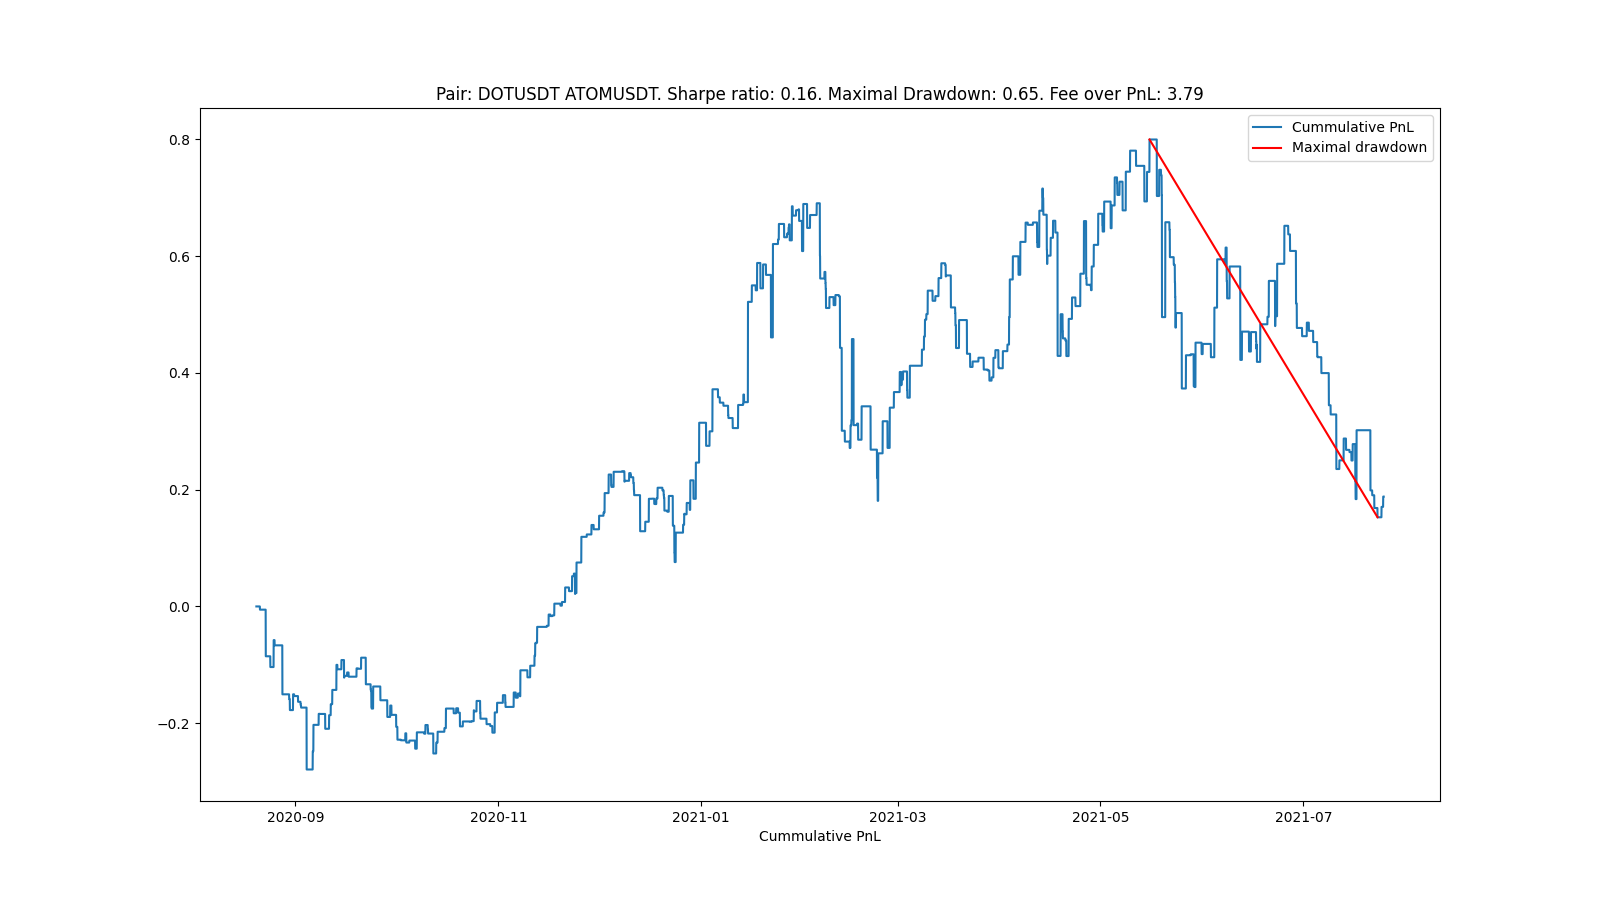 Pair: DOTUSDT ATOMUSDT. Sharpe ratio: 0.16. Maximal Drawdown: 0.65. Fee over PnL: 3.79
Cummulative PnL
Maximal drawdown
0.8
0.6
0.4
0.2
0.0
−0.2
2020-09 2020-11 2021-01 2021-03 2021-05 2021-07
Cummulative PnL